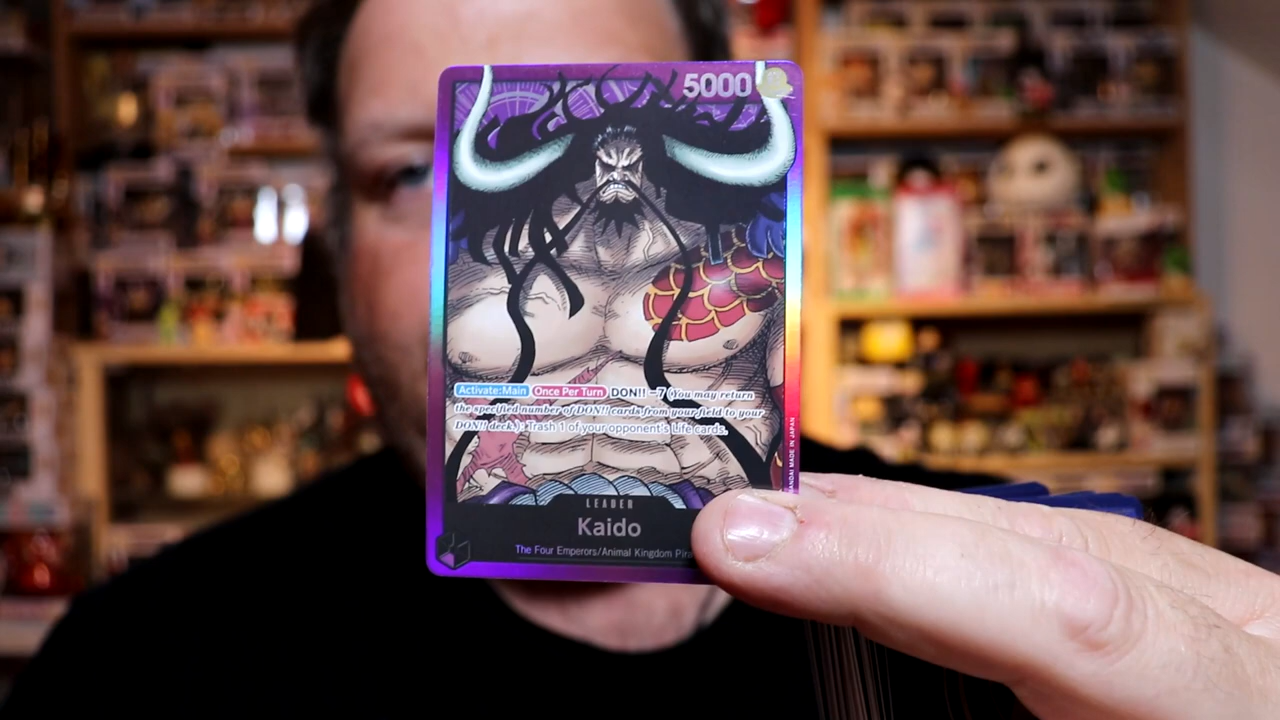 5000
Activate: Main Once Per Turn DON!! −7 (You may return
the specified number of DON!! cards from your field to your
DON!! deck.): Trash 1 of your opponent's Life cards.
LEADER
Kaido
The Four Emperors/Animal Kingdom
MADE IN JAPAN